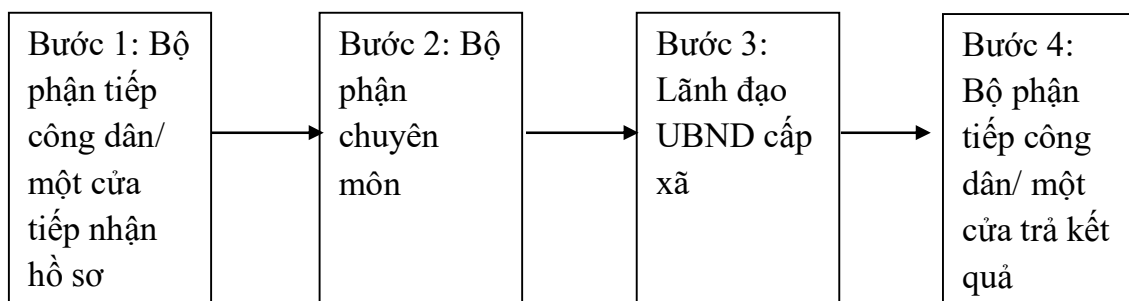 Bước 1: Bộ
phận tiếp
công dân/
một cửa
tiếp nhận
hồ sơ
Bước 2: Bộ
phận
chuyên
môn
Bước 3:
Lãnh đạo
UBND cấp
xã
Bước 4:
Bộ phận
tiếp công
dân/ một
cửa trả kết
quả